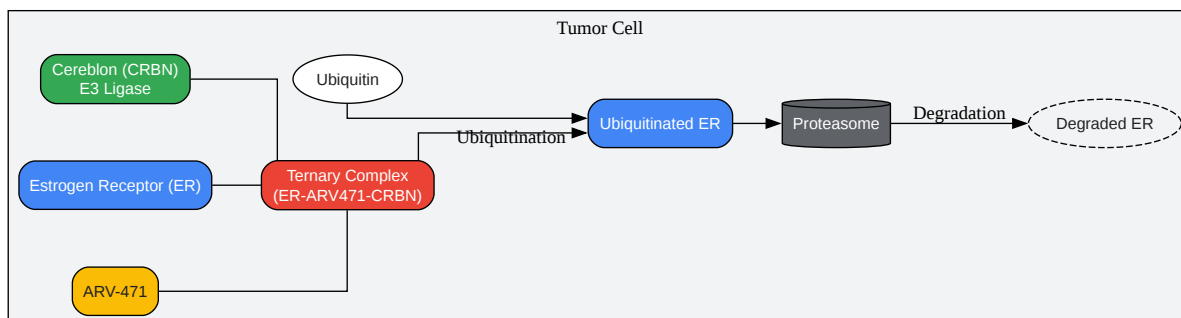 Tumor Cell
Cereblon (CRBN)
E3 Ligase
Ubiquitin
Estrogen Receptor (ER)
Ternary Complex
(ER-ARV471-CRBN)
ARV-471
Ubiquitination
Ubiquitinated ER
Proteasome
Degradation
Degraded ER